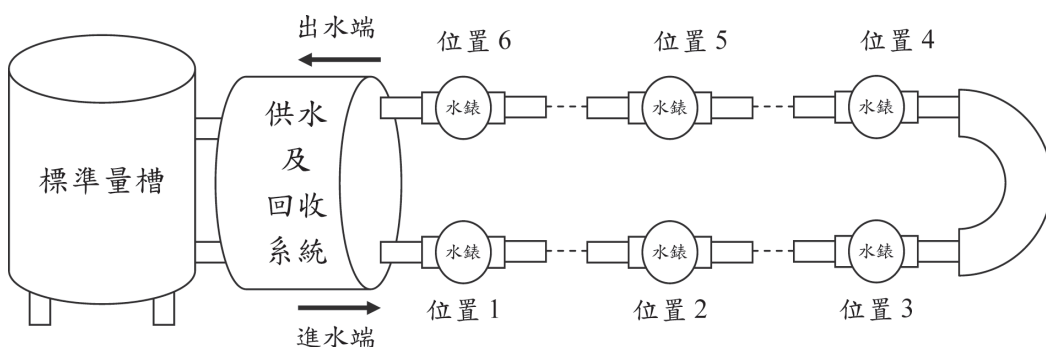 出水端
位置 6
位置 5
位置 4
水錶
水錶
水錶
標準量槽
供水
及
回收
系統
水錶
水錶
水錶
位置 1
位置 2
位置 3
進水端